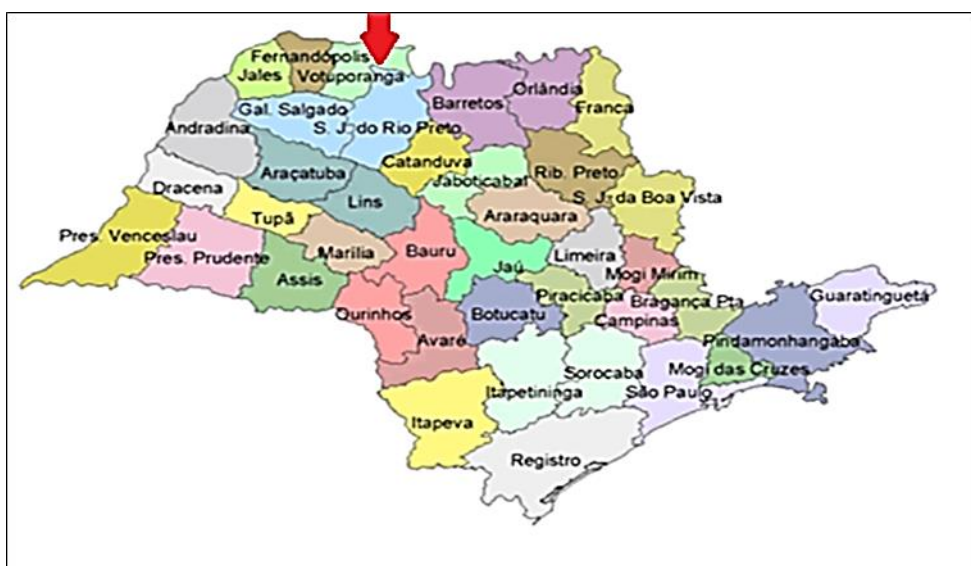 Fernandópolis
Jales
Votuporanga
Gal. Salgado
S. J. do Rio Preto
Barretos
Orlândia
Franca
Andradina
Catanduva
Araçatuba
Jaboticabal
Rib. Preto
Dracena
Lins
S. J. da Boa Vista
Tupã
Araraquara
Pres. Venceslau
Pres. Prudente
Marília
Bauru
Jaú
Limeira
Mogi Mirim
Assis
Piracicaba
Bragança Pta
Guaratinguetá
Ourinhos
Botucatu
Campinas
Avaré
Pindamonhangaba
Sorocaba
Mogi das Cruzes
Itapetininga
São Paulo
Itapeva
Registro